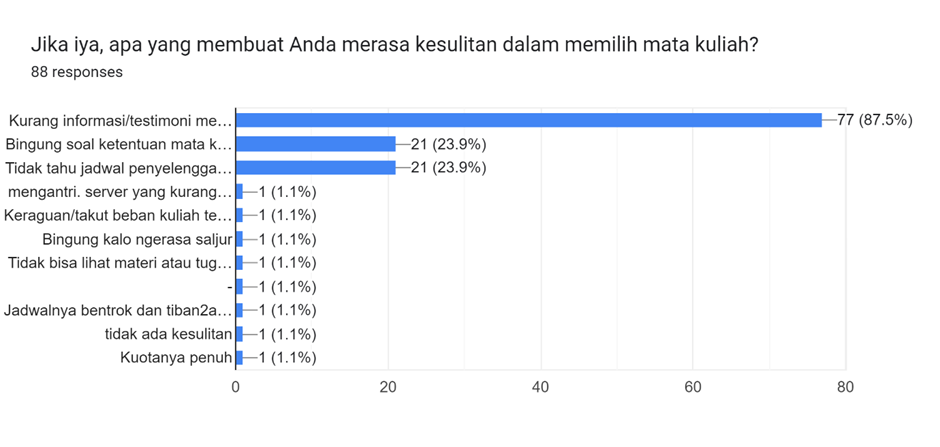 Jika iya, apa yang membuat Anda merasa kesulitan dalam memilih mata kuliah?
88 responses
Kurang informasi/testimoni me… 77 (87.5%)
Bingung soal ketentuan mata k… 21 (23.9%)
Tidak tahu jadwal penyelengga… 21 (23.9%)
mengantri. server yang kurang… 1 (1.1%)
Keraguan/takut beban kuliah te… 1 (1.1%)
Bingung kalo ngerasa saljur 1 (1.1%)
Tidak bisa lihat materi atau tug… 1 (1.1%)
- 1 (1.1%)
Jadwalnya bentrok dan tiban2a… 1 (1.1%)
tidak ada kesulitan 1 (1.1%)
Kuotanya penuh 1 (1.1%)
0 20 40 60 80